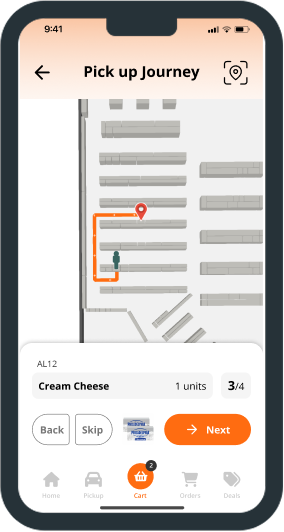 9:41
Pick up Journey
AL12
Cream Cheese 1 units 3/4
Back Skip PHILADELPHIA Next
2
Home Pickup Cart Orders Deals